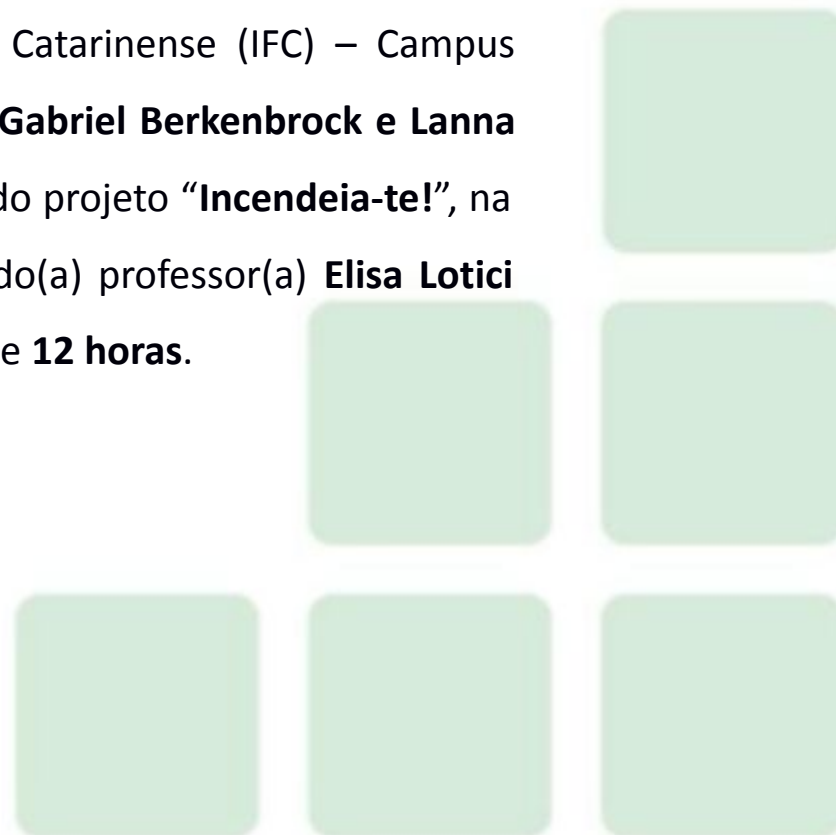 Catarinense (IFC) – Campus
Gabriel Berkenbrock e Lanna
do projeto “Incendeia-te!”, na
do(a) professor(a) Elisa Lotici
e 12 horas.